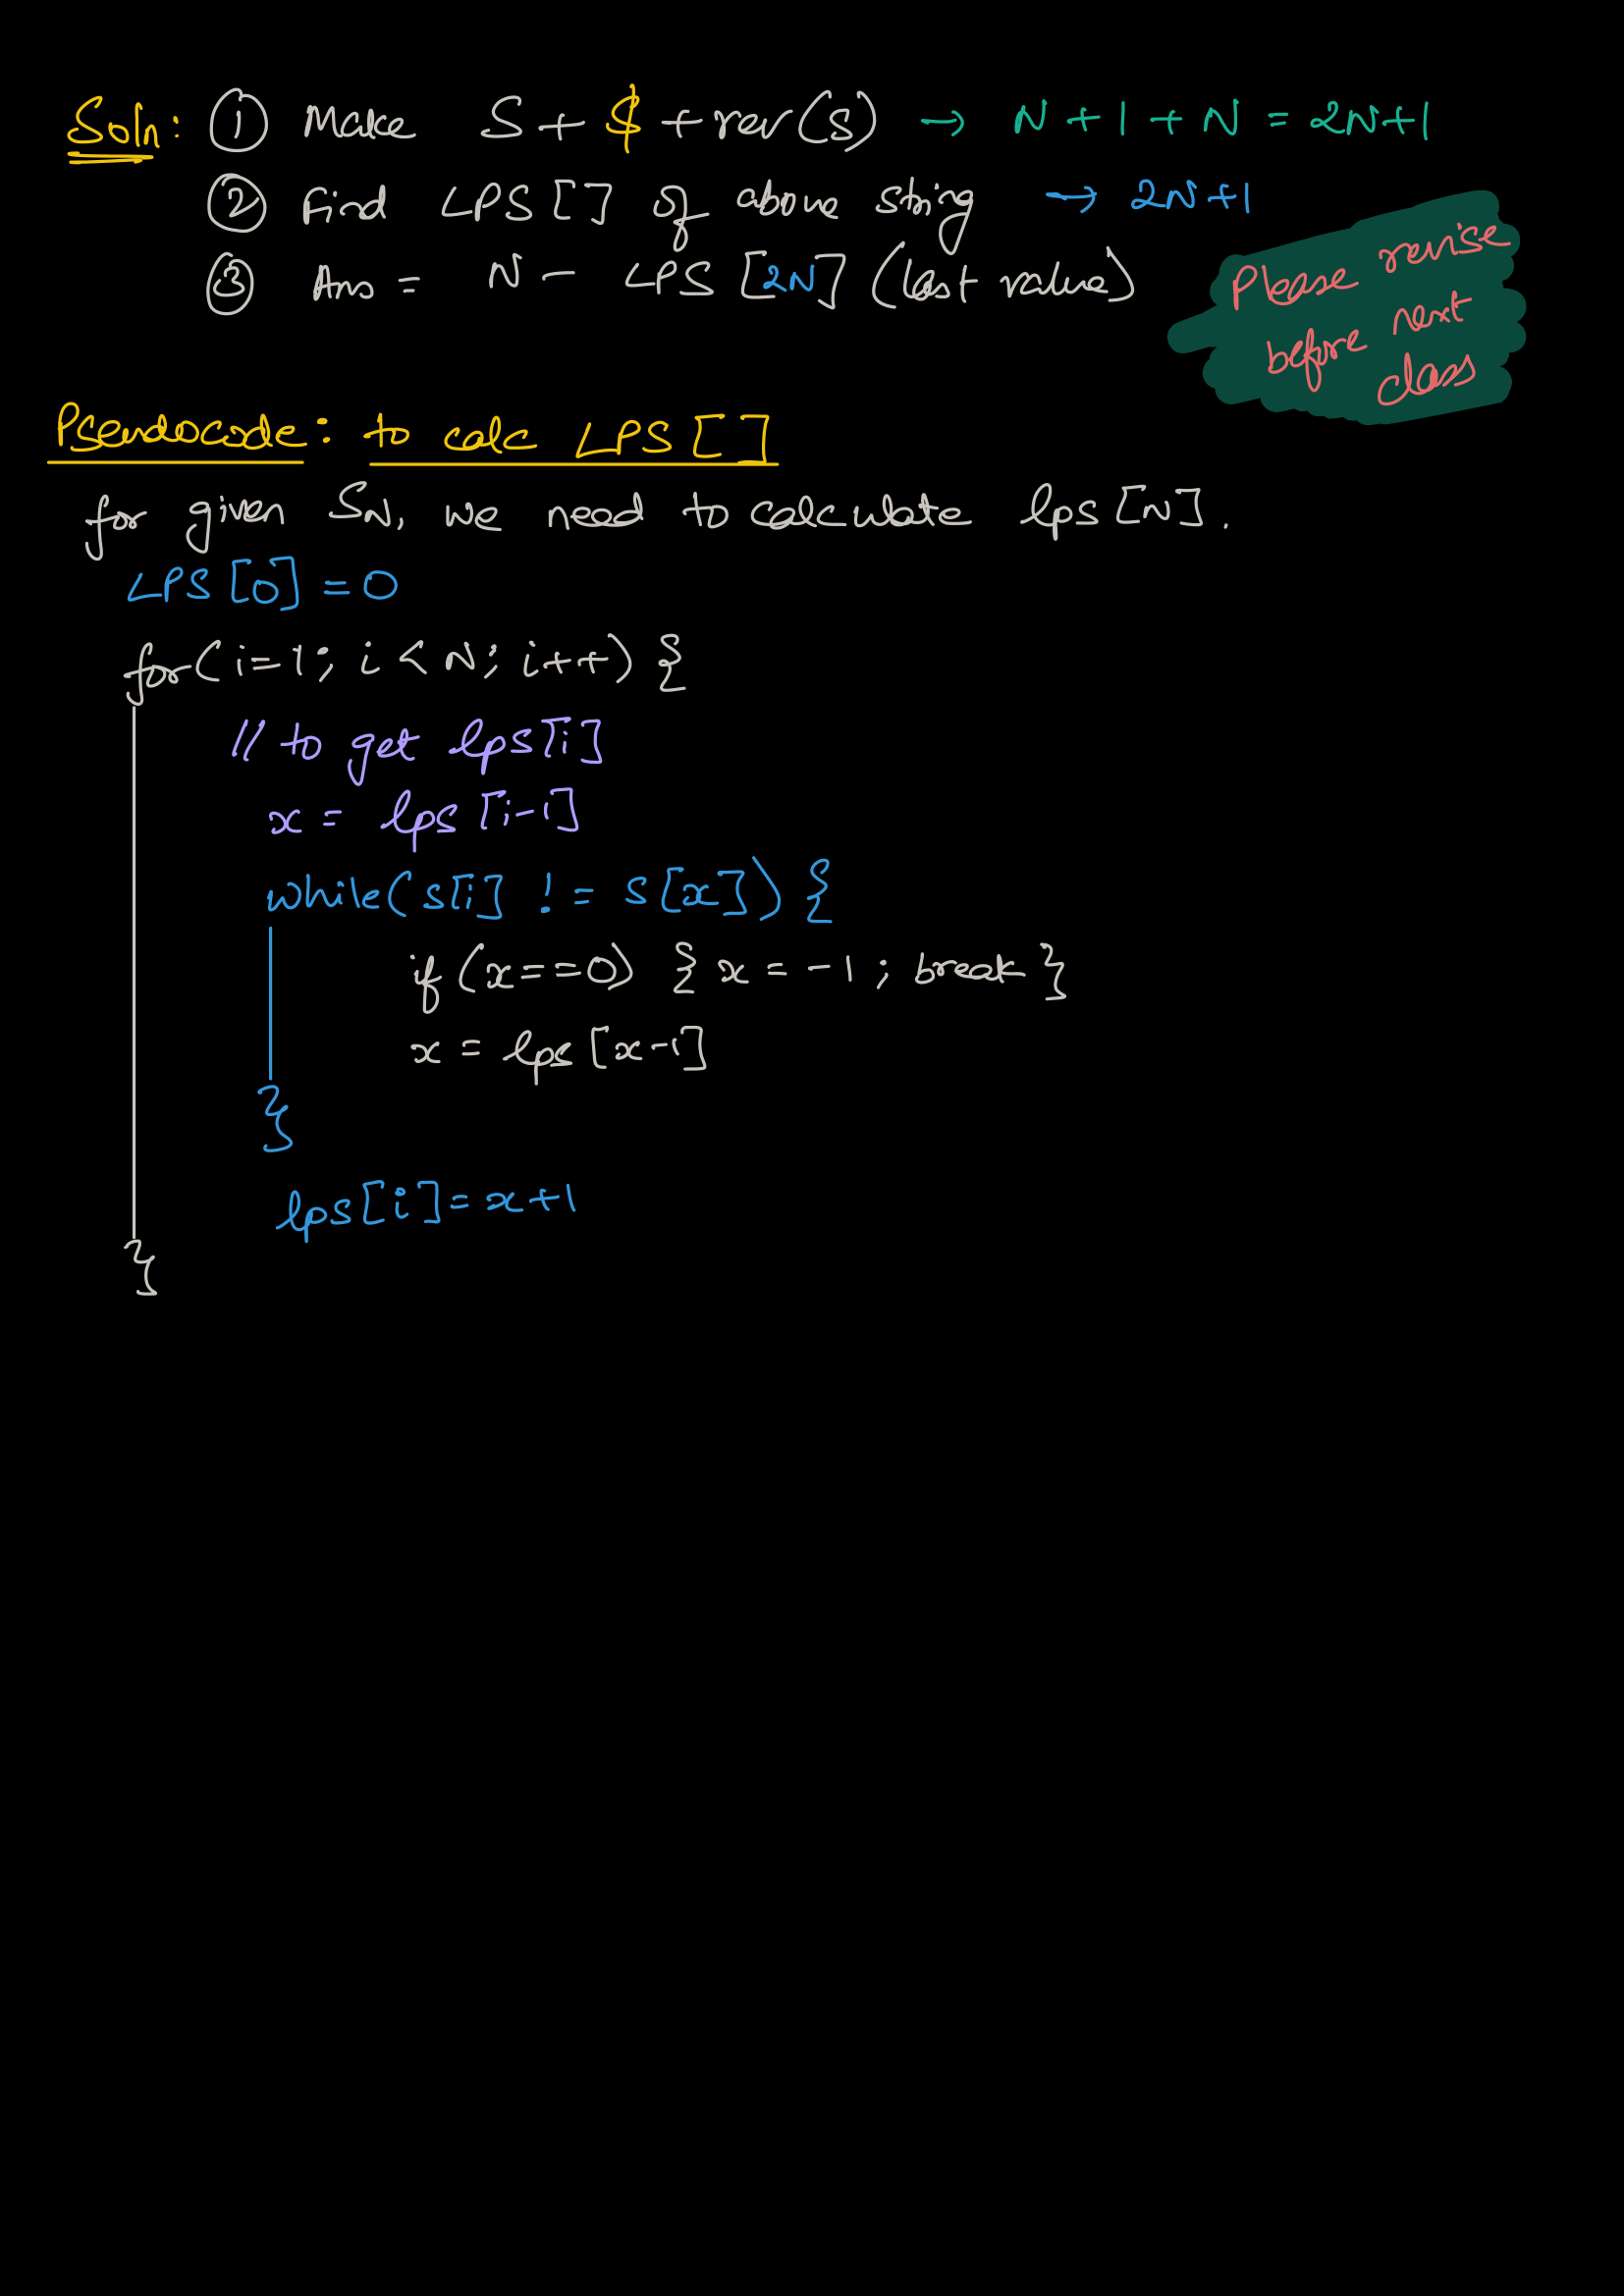 Soln: ① Make S + $ + rev(s) → N + 1 + N = 2N+1
② Find LPS[] of above string → 2N+1
③ Ans = N - LPS[2N] (last value)
Please revise
before next
class
Pseudocode: to calc LPS[]
for given SN, we need to calculate lps[N].
LPS[0] = 0
for(i=1; i < N; i++) {
// to get lps[i]
x = lps[i-1]
while(s[i] != s[x]) {
if (x==0) { x = -1; break }
x = lps[x-1]
}
lps[i] = x+1
}